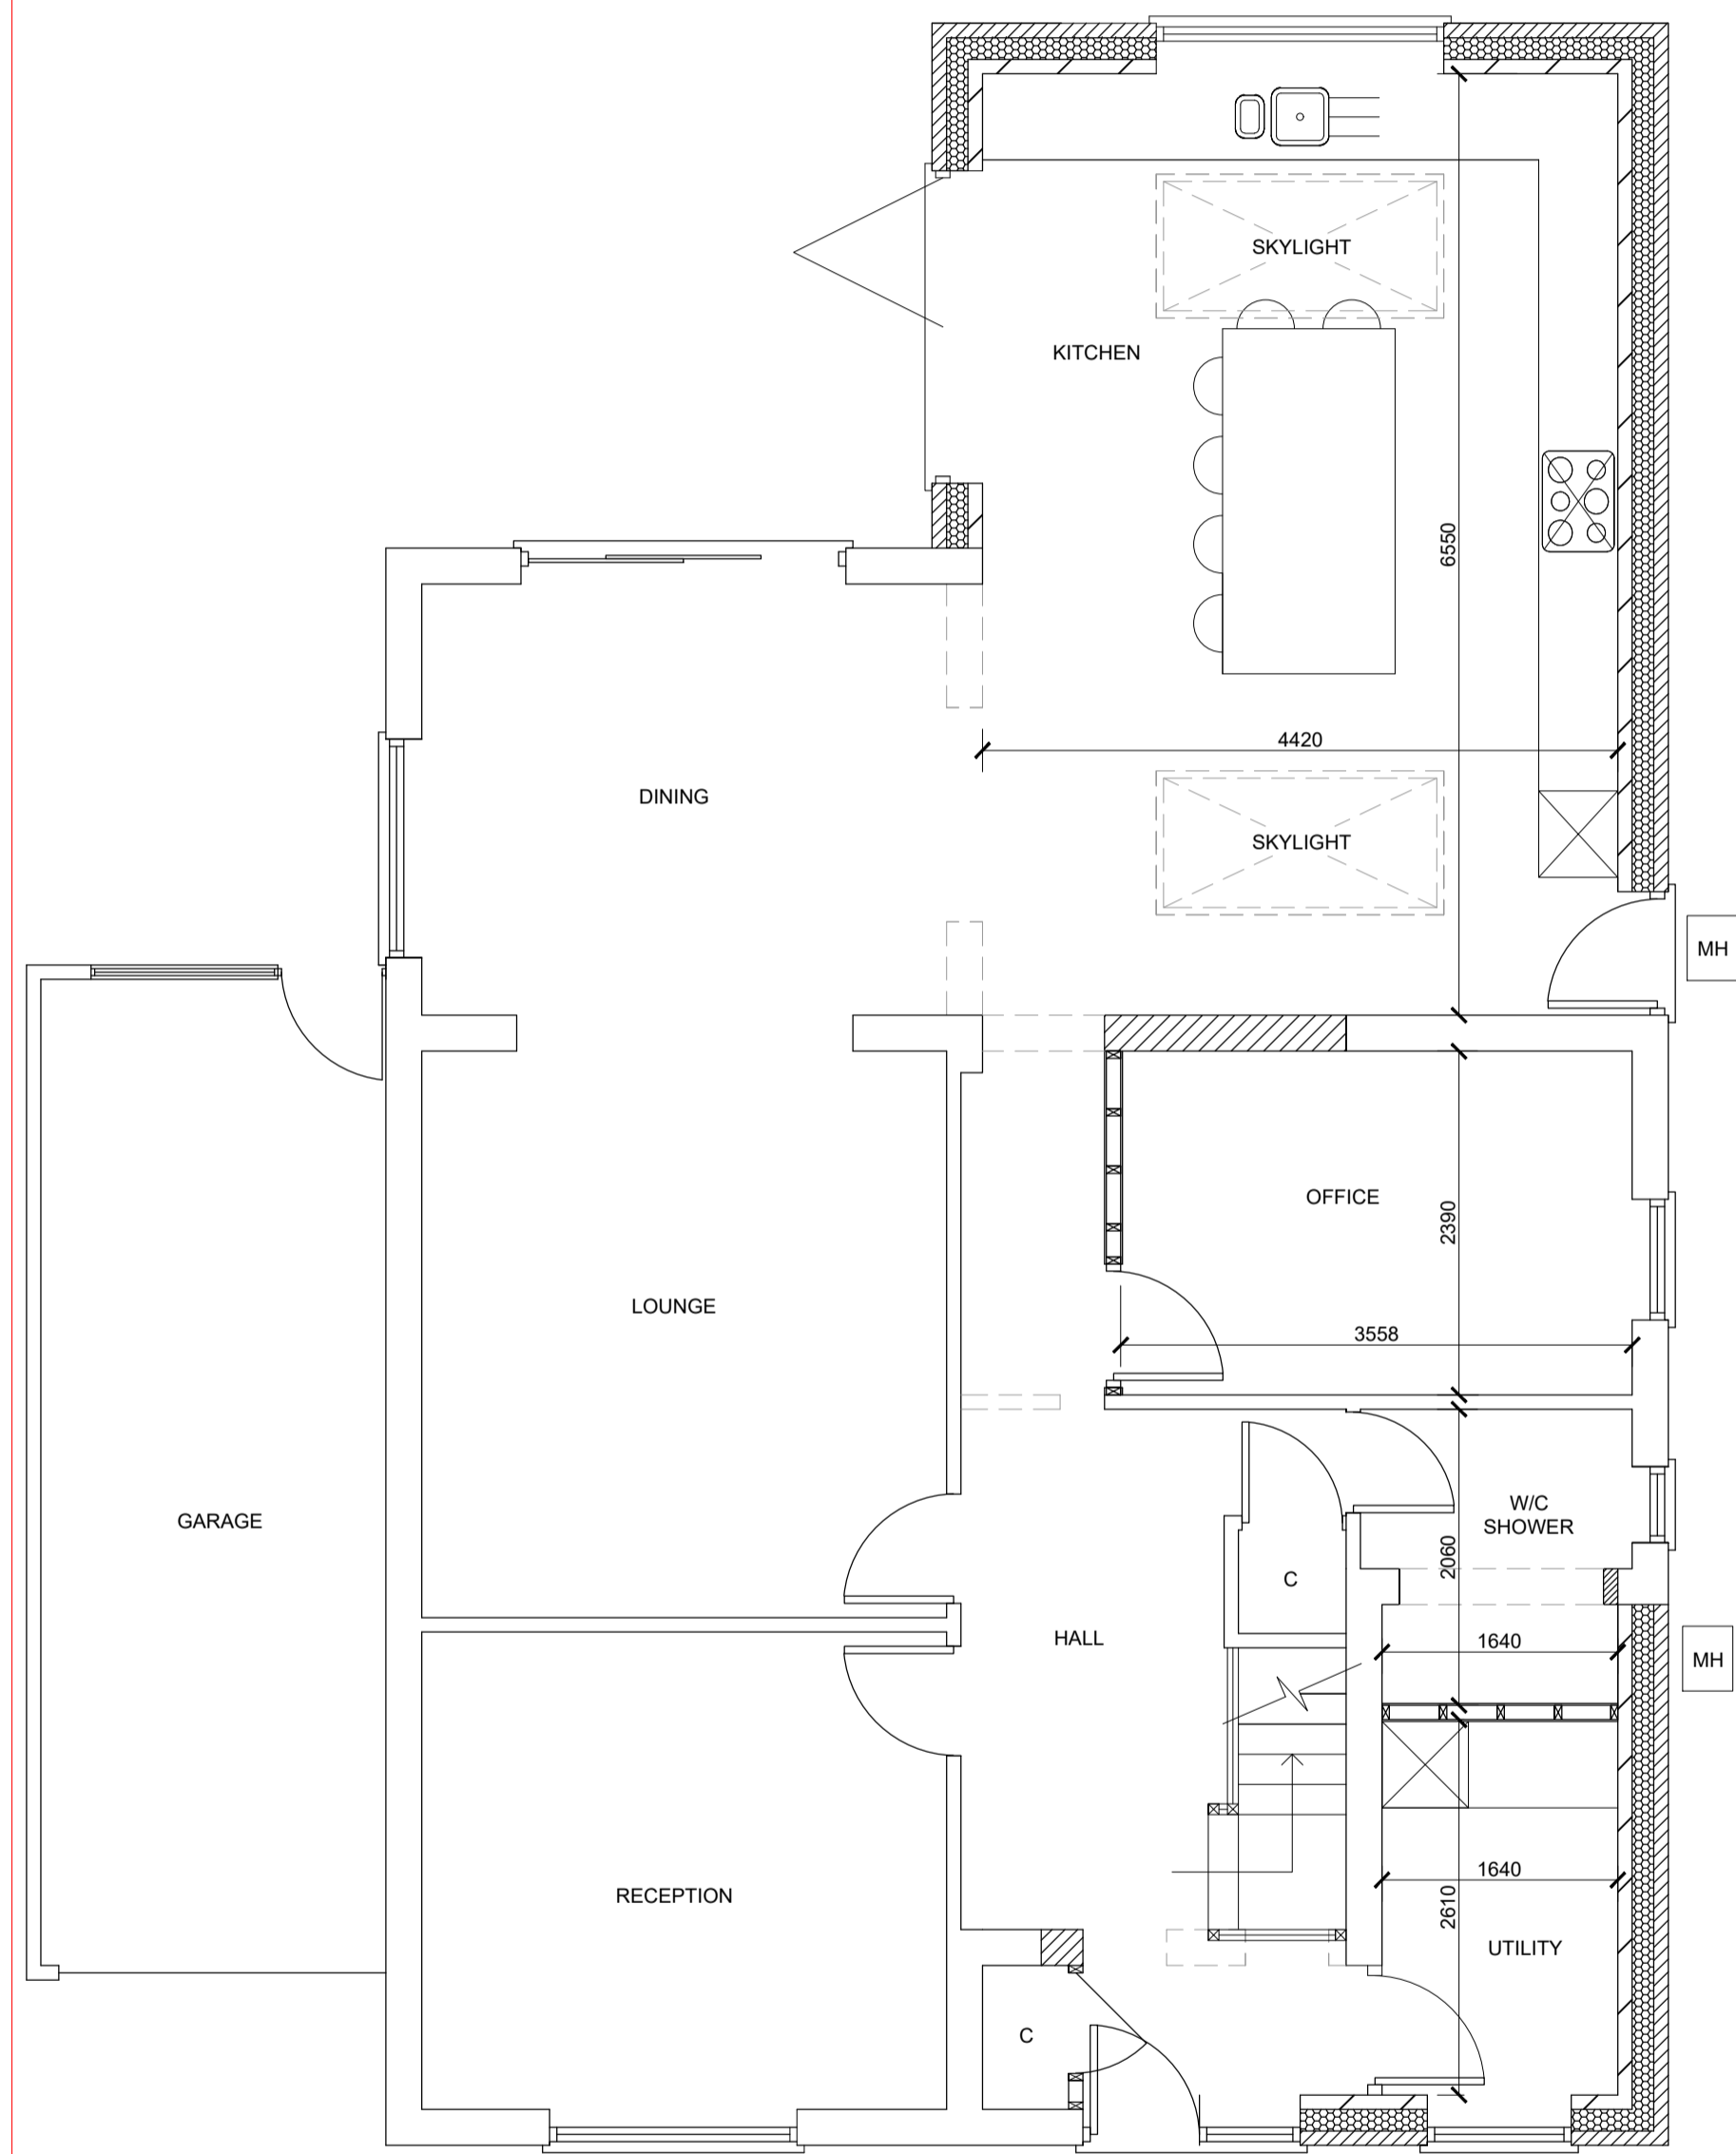 SKYLIGHT
KITCHEN
6550
4420
DINING
SKYLIGHT
MH
OFFICE
2390
LOUNGE
3558
W/C
SHOWER
GARAGE
2060
C
HALL
1640
MH
1640
RECEPTION
2610
UTILITY
C